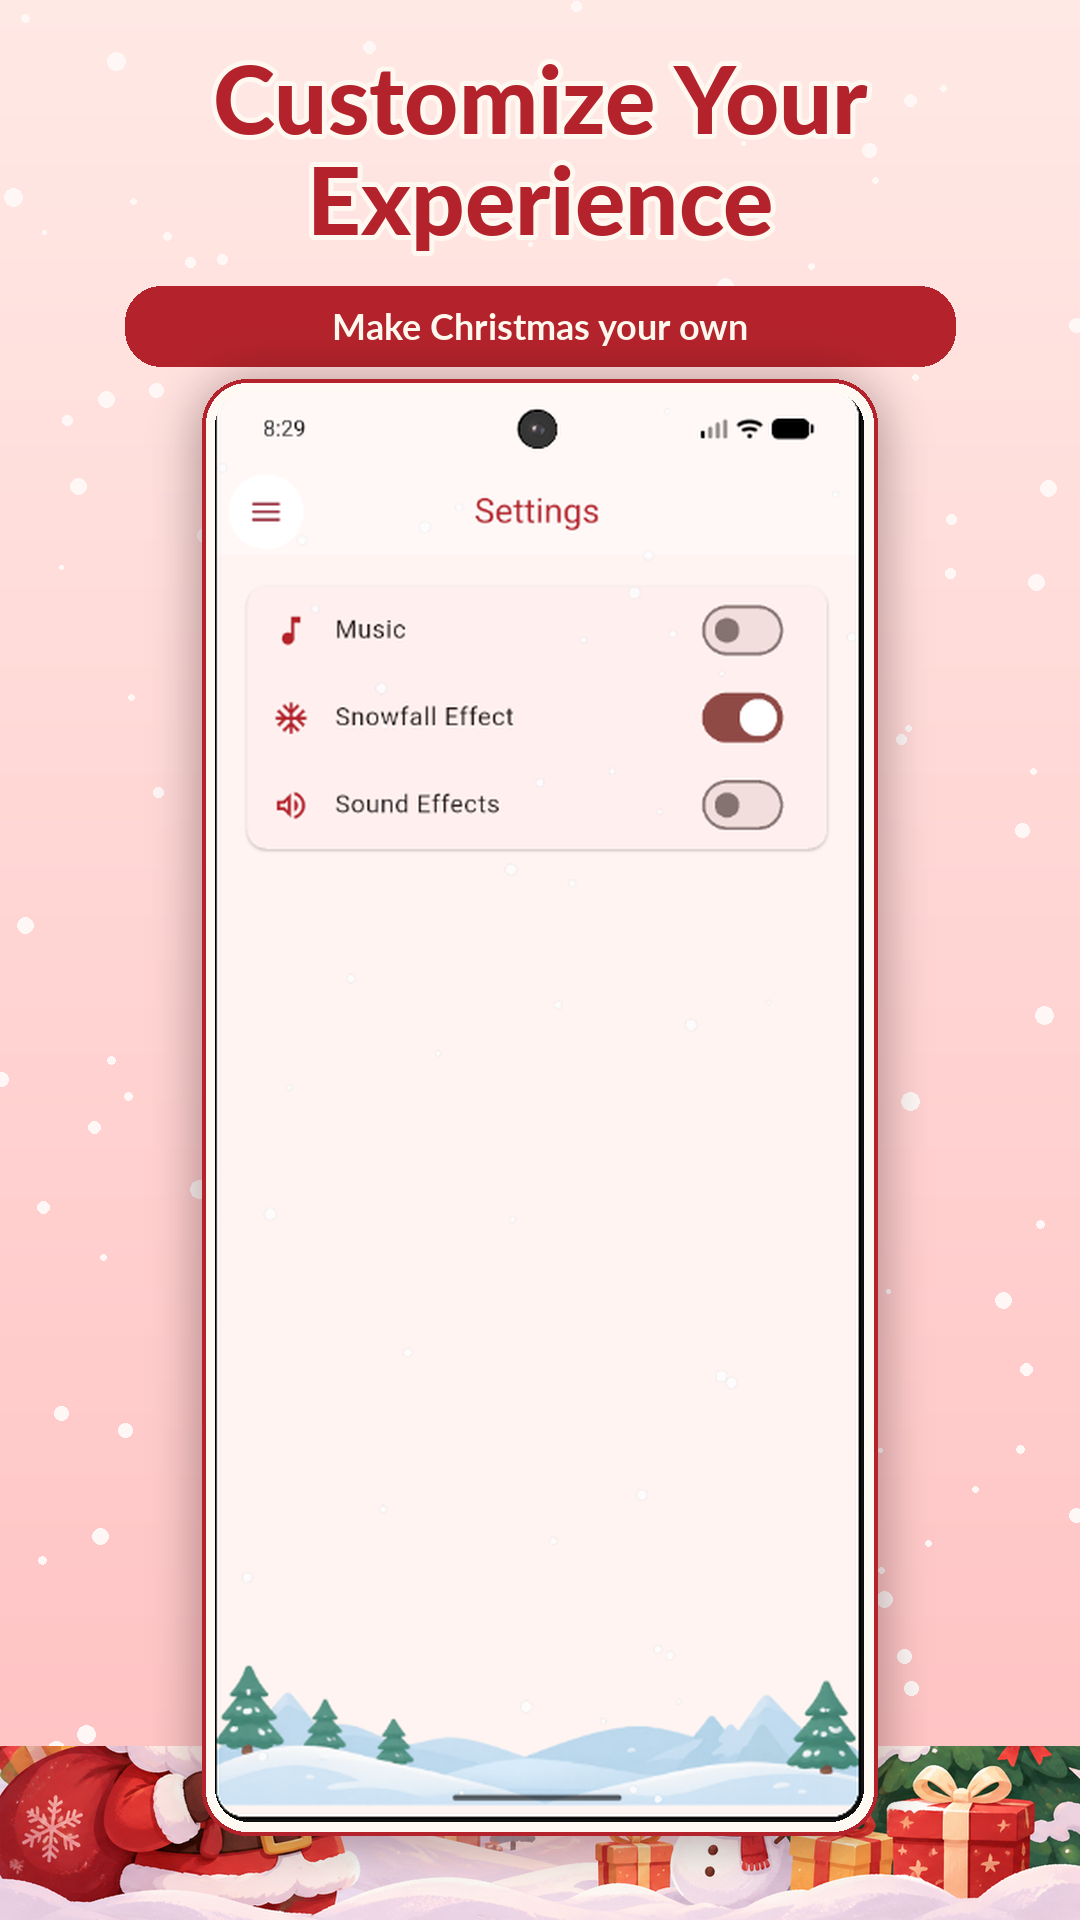 Customize Your
Experience
Make Christmas your own
8:29
Settings
Music
Snowfall Effect
Sound Effects